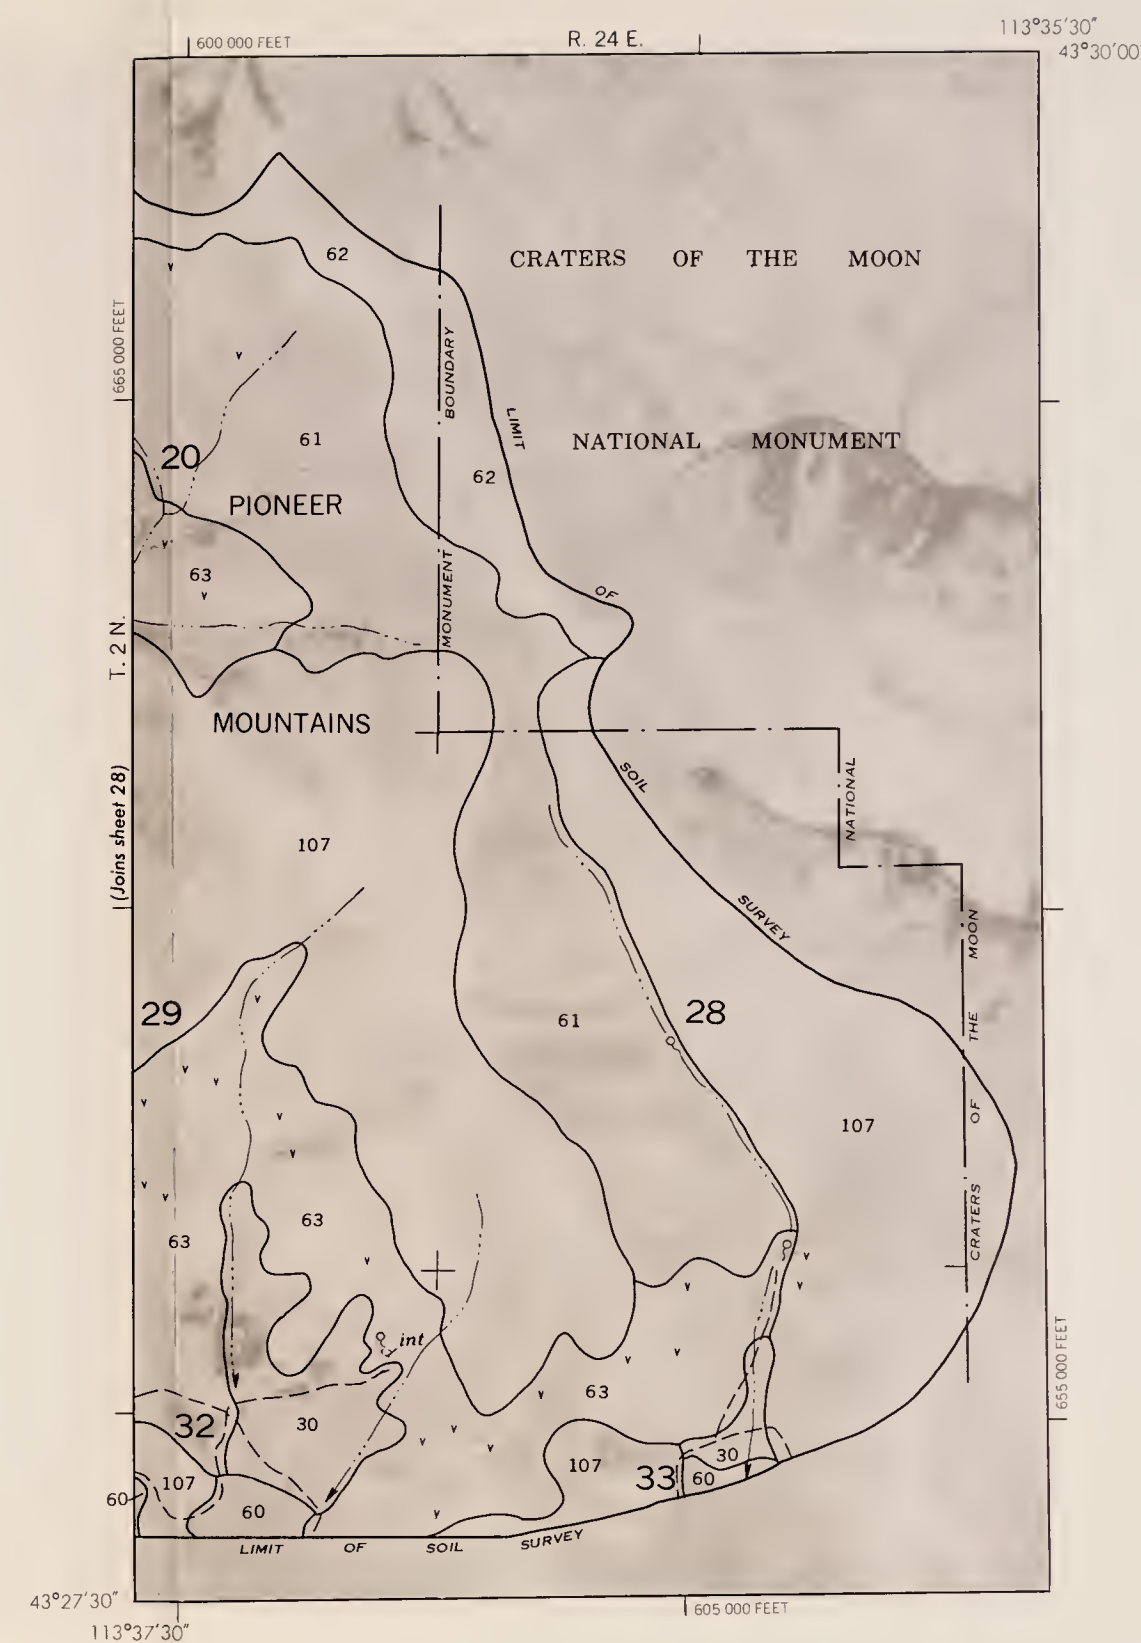 113°35'30"
600 000 FEET
R. 24 E.
43°30'00
62
CRATERS OF THE MOON
665 000 FEET
BOUNDARY
LIMIT
61
NATIONAL MONUMENT
20
62
PIONEER
63
MONUMENT
OF
T. 2 N.
MOUNTAINS
SOIL
NATIONAL
(Joins sheet 28)
107
SURVEY
MOON
29
61
28
THE
OF
107
63
63
CRATERS
int
655 000 FEET
63
32
30
30
107
107
33
60
60
60
LIMIT OF SOIL SURVEY
43°27'30"
605 000 FEET
113°37'30"